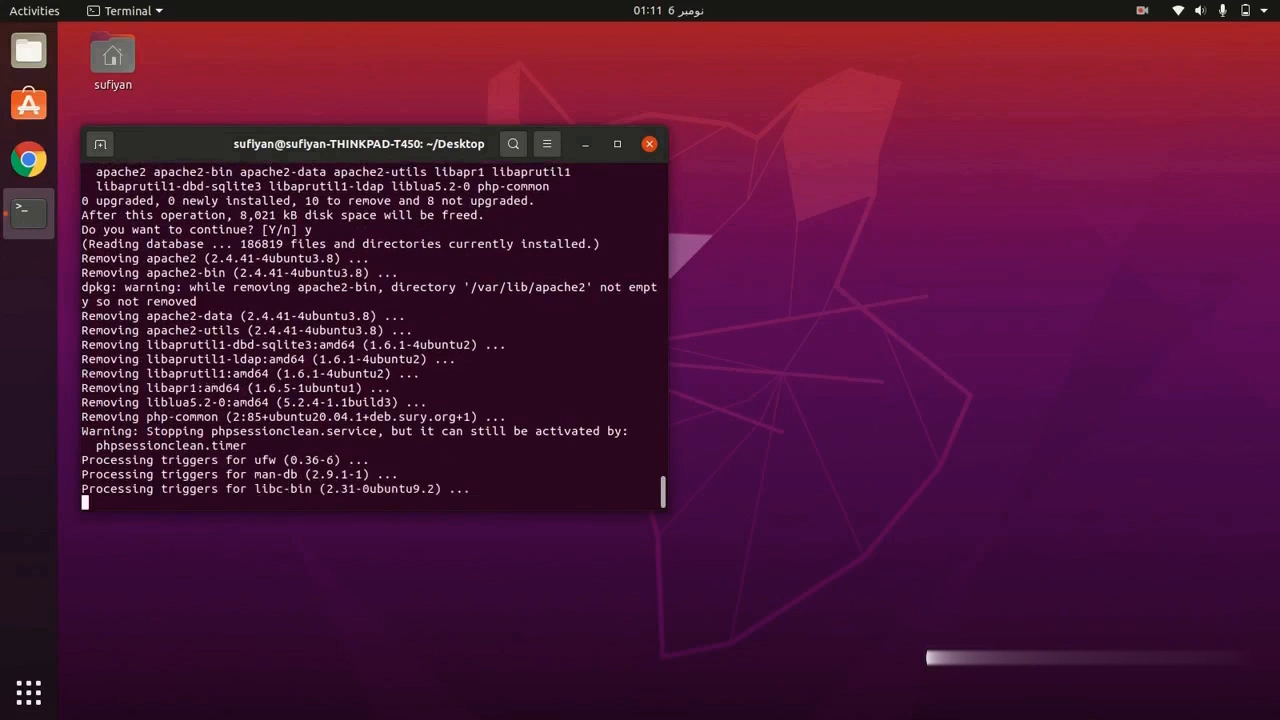 Activities
Terminal
نومبر 6 01:11
sufiyan
sufiyan@sufiyan-THINKPAD-T450: ~/Desktop
apache2 apache2-bin apache2-data apache2-utils libapr1 libaprutil1
libaprutil1-dbd-sqlite3 libaprutil1-ldap liblua5.2-0 php-common
0 upgraded, 0 newly installed, 10 to remove and 8 not upgraded.
After this operation, 8,021 kB disk space will be freed.
Do you want to continue? [Y/n] y
(Reading database ... 186819 files and directories currently installed.)
Removing apache2 (2.4.41-4ubuntu3.8) ...
Removing apache2-bin (2.4.41-4ubuntu3.8) ...
dpkg: warning: while removing apache2-bin, directory '/var/lib/apache2' not empt
y so not removed
Removing apache2-data (2.4.41-4ubuntu3.8) ...
Removing apache2-utils (2.4.41-4ubuntu3.8) ...
Removing libaprutil1-dbd-sqlite3:amd64 (1.6.1-4ubuntu2) ...
Removing libaprutil1-ldap:amd64 (1.6.1-4ubuntu2) ...
Removing libaprutil1:amd64 (1.6.1-4ubuntu2) ...
Removing libapr1:amd64 (1.6.5-1ubuntu1) ...
Removing liblua5.2-0:amd64 (5.2.4-1.1build3) ...
Removing php-common (2:85+ubuntu20.04.1+deb.sury.org+1) ...
Warning: Stopping phpsessionclean.service, but it can still be activated by:
phpsessionclean.timer
Processing triggers for ufw (0.36-6) ...
Processing triggers for man-db (2.9.1-1) ...
Processing triggers for libc-bin (2.31-0ubuntu9.2) ...